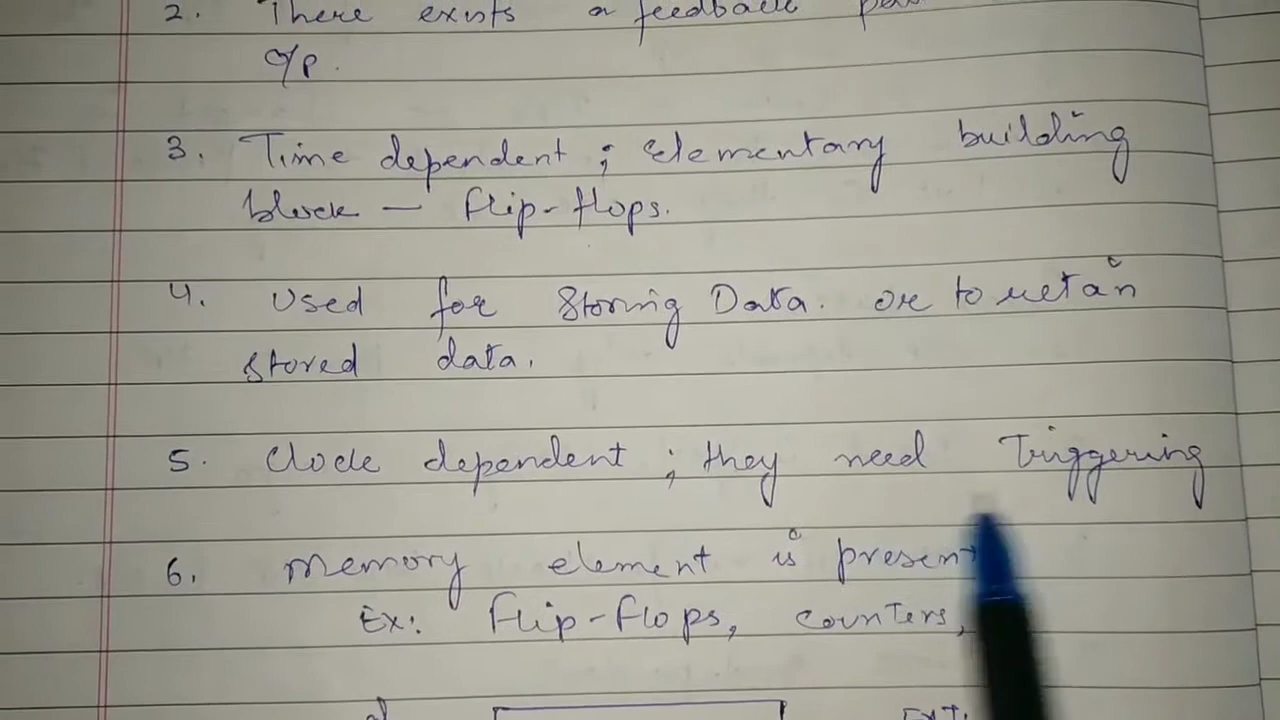 2. There exists a feedback
O/P.
3. Time dependent ; Elementary building
block — flip-flops.
4. Used for Storing Data. or to retain
stored data.
5. Clock dependent ; they need Triggering
6. Memory element is present
Ex: Flip-Flops, counters,